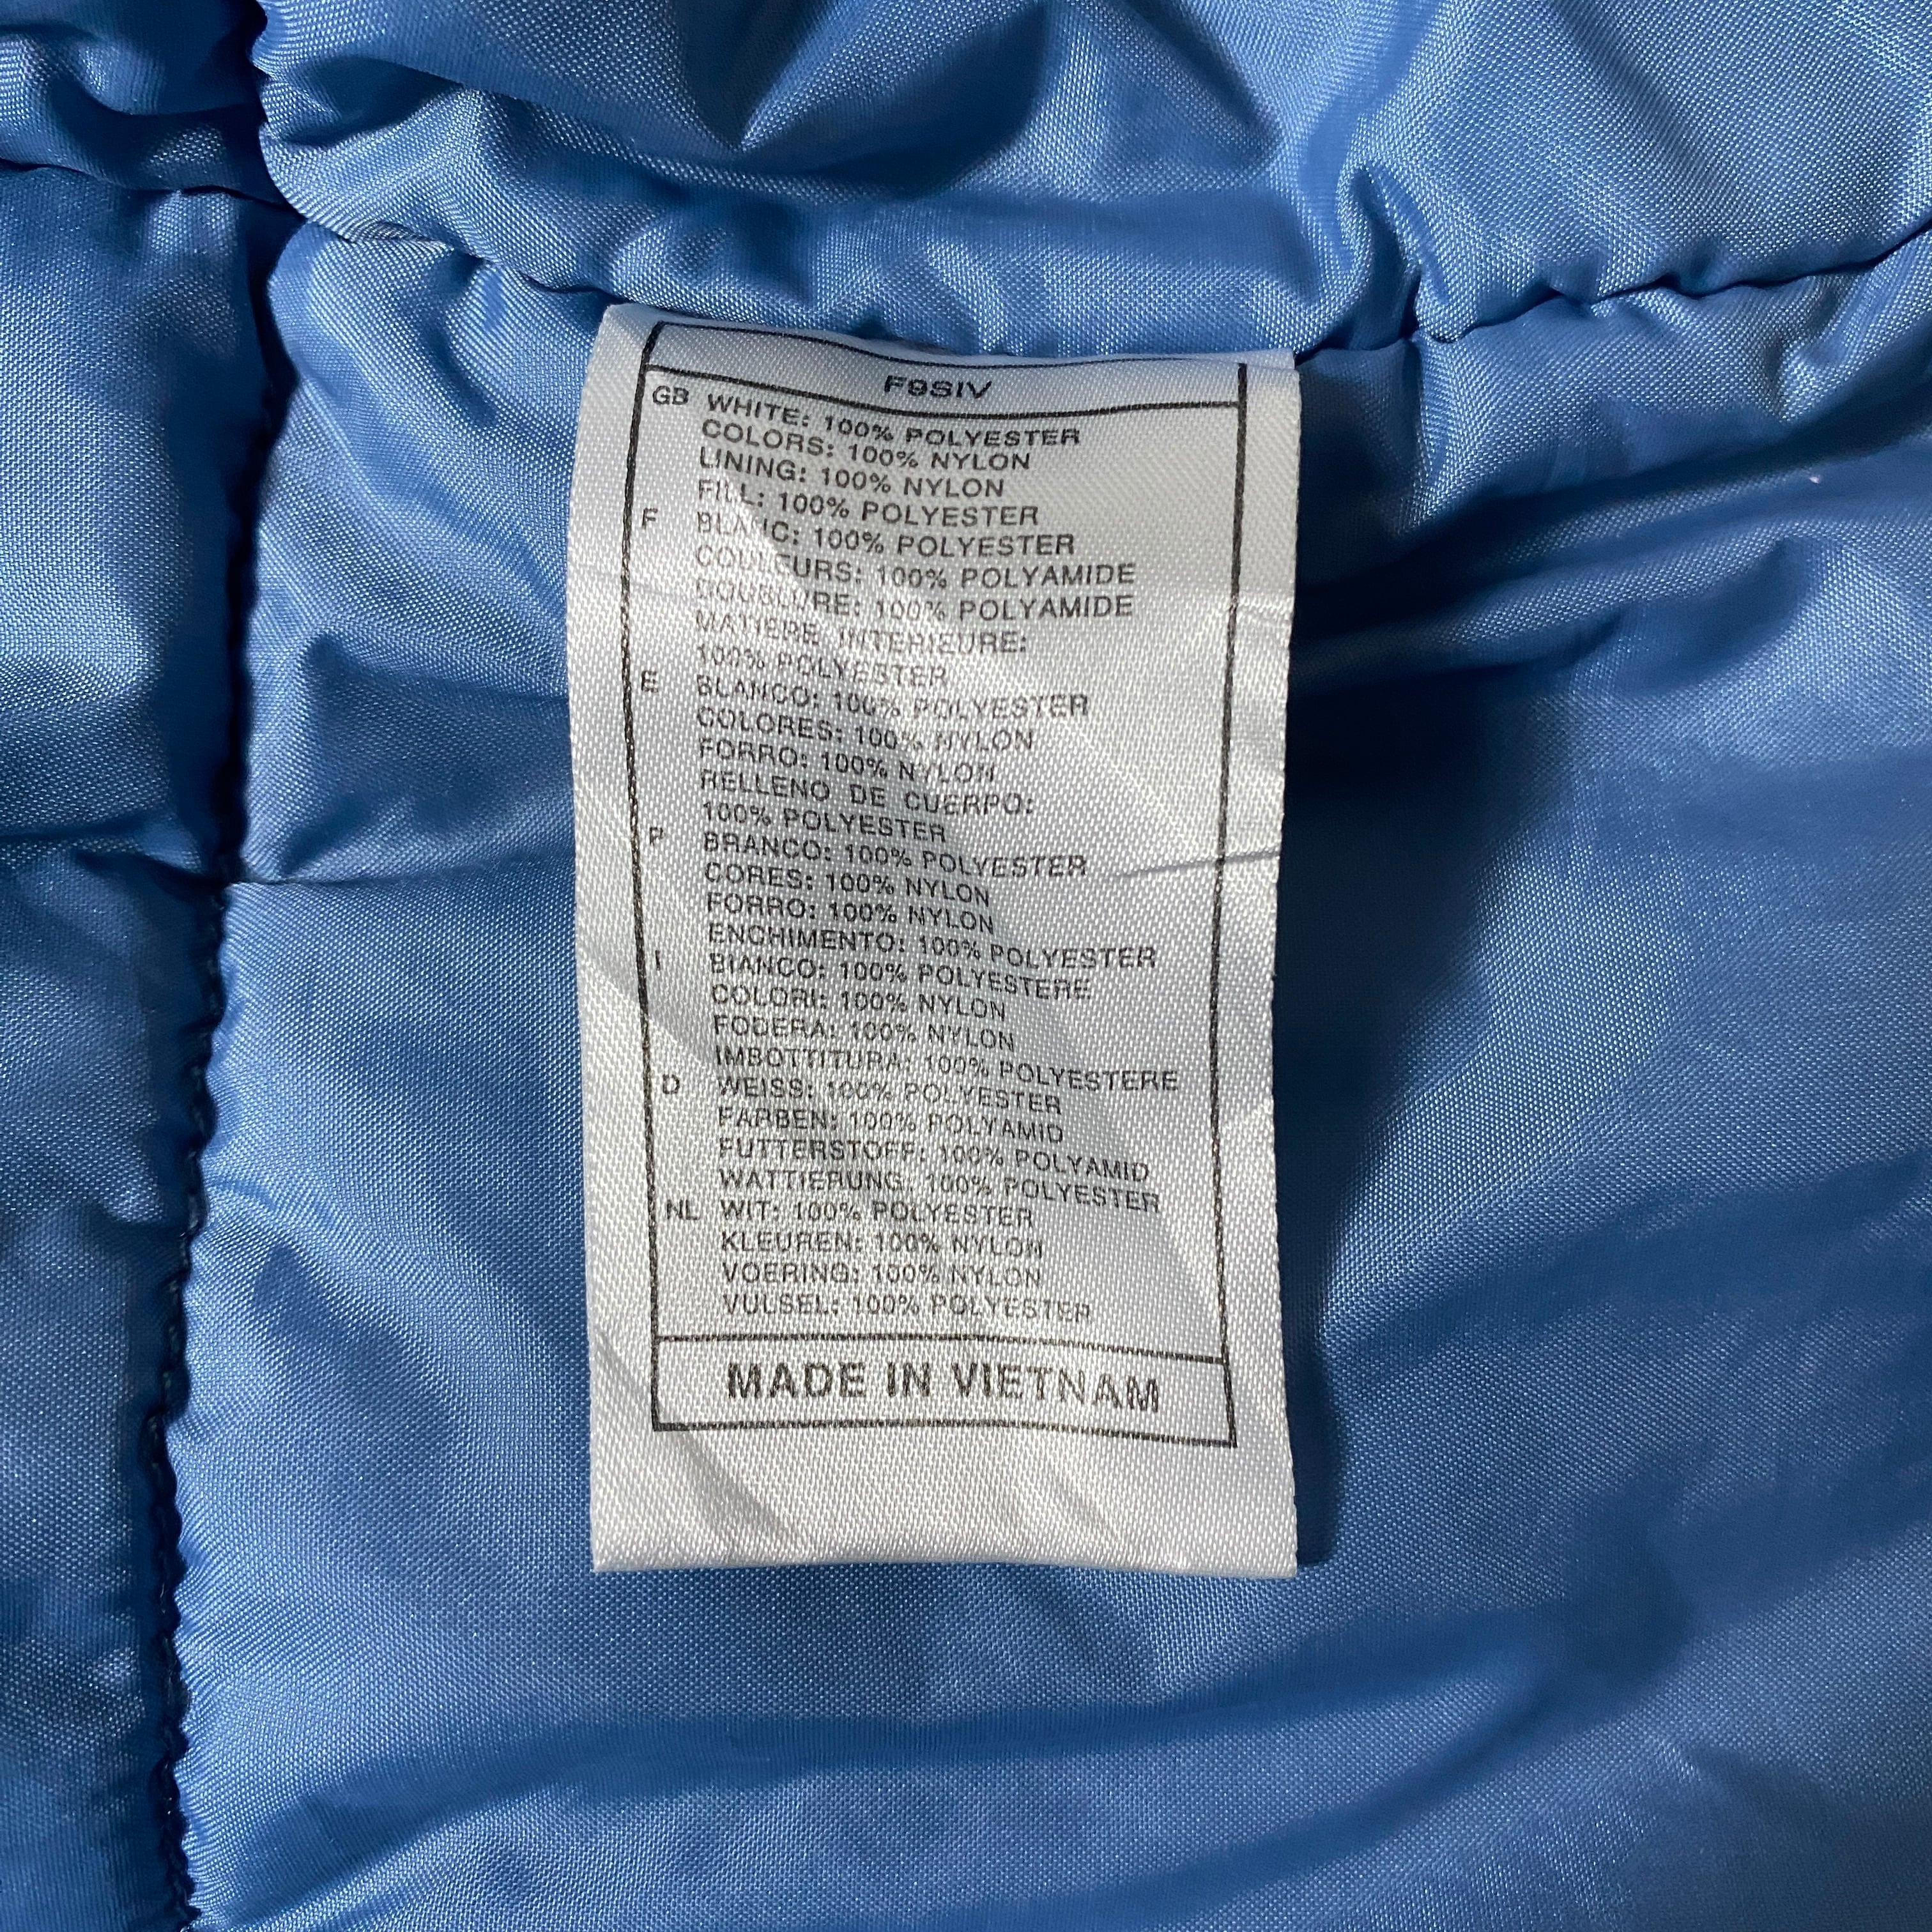 F9SIV
GB WHITE: 100% POLYESTER
COLORS: 100% NYLON
LINING: 100% NYLON
FILL: 100% POLYESTER
F BLANC: 100% POLYESTER
COULEURS: 100% POLYAMIDE
DOUBLURE: 100% POLYAMIDE
MATIERE INTERIEURE:
100% POLYESTER
E BLANCO: 100% POLYESTER
COLORES: 100% NYLON
FORRO: 100% NYLON
RELLENO DE CUERPO:
100% POLYESTER
P BRANCO: 100% POLYESTER
CORES: 100% NYLON
FORRO: 100% NYLON
ENCHIMENTO: 100% POLYESTER
I BIANCO: 100% POLYESTERE
COLORI: 100% NYLON
FODERA: 100% NYLON
IMBOTTITURA: 100% POLYESTERE
D WEISS: 100% POLYESTER
FARBEN: 100% POLYAMID
FUTTERSTOFF: 100% POLYAMID
WATTIERUNG: 100% POLYESTER
NL WIT: 100% POLYESTER
KLEUREN: 100% NYLON
VOERING: 100% NYLON
VULSEL: 100% POLYESTER
MADE IN VIETNAM